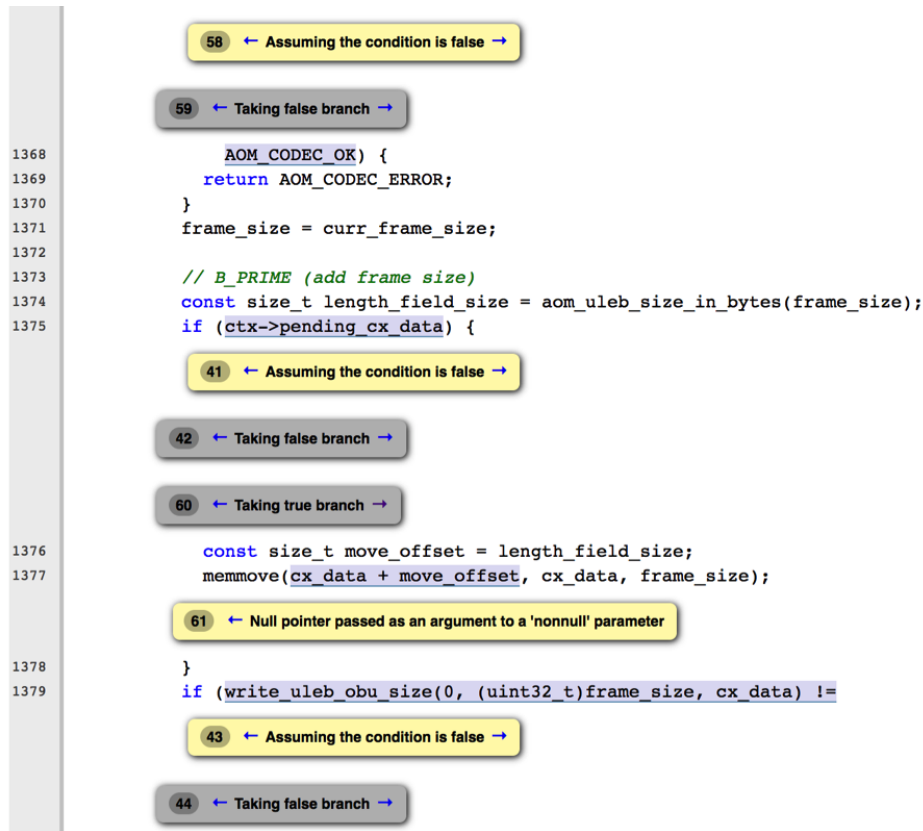 58 ← Assuming the condition is false →
59 ← Taking false branch →
1368 AOM_CODEC_OK) {
1369 return AOM_CODEC_ERROR;
1370 }
1371 frame_size = curr_frame_size;
1372
1373 // B_PRIME (add frame size)
1374 const size_t length_field_size = aom_uleb_size_in_bytes(frame_size);
1375 if (ctx->pending_cx_data) {
41 ← Assuming the condition is false →
42 ← Taking false branch →
60 ← Taking true branch →
1376 const size_t move_offset = length_field_size;
1377 memmove(cx_data + move_offset, cx_data, frame_size);
61 ← Null pointer passed as an argument to a 'nonnull' parameter
1378 }
1379 if (write_uleb_obu_size(0, (uint32_t)frame_size, cx_data) !=
43 ← Assuming the condition is false →
44 ← Taking false branch →